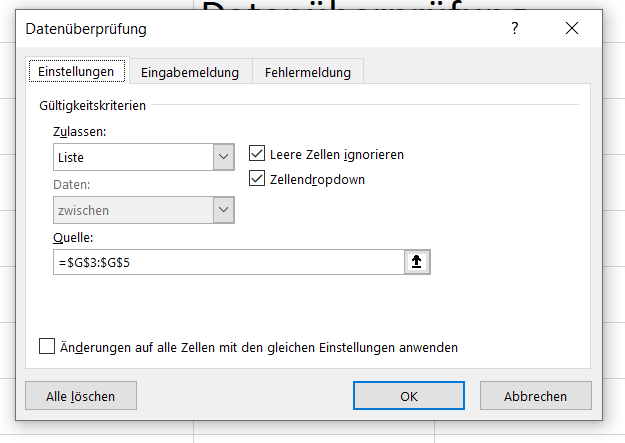 Datenüberprüfung
Datenüberprüfung
? ×
Einstellungen Eingabemeldung Fehlermeldung
Gültigkeitskriterien
Zulassen:
Liste
Leere Zellen ignorieren
Daten:
Zellendropdown
zwischen
Quelle:
=$G$3:$G$5
Änderungen auf alle Zellen mit den gleichen Einstellungen anwenden
Alle löschen OK Abbrechen